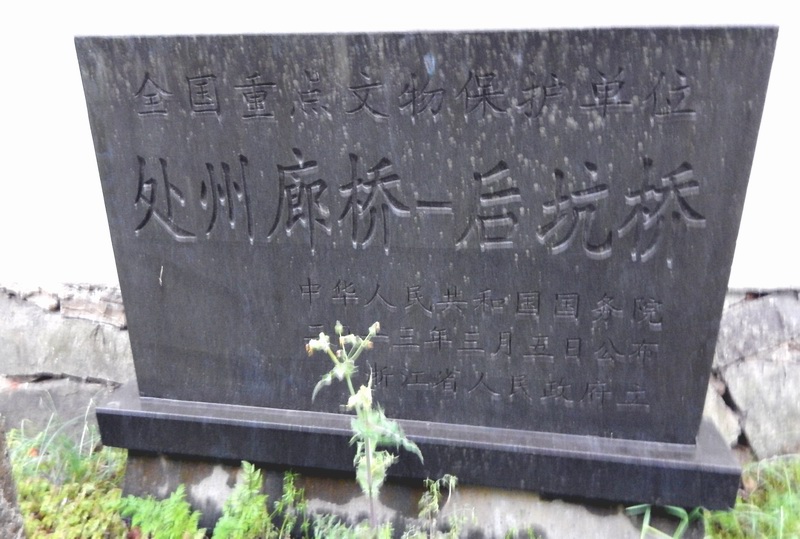 全国重点文物保护单位
处州廊桥—后坑桥
中华人民共和国国务院
二 一三年三月五日公布
浙江省人民政府立